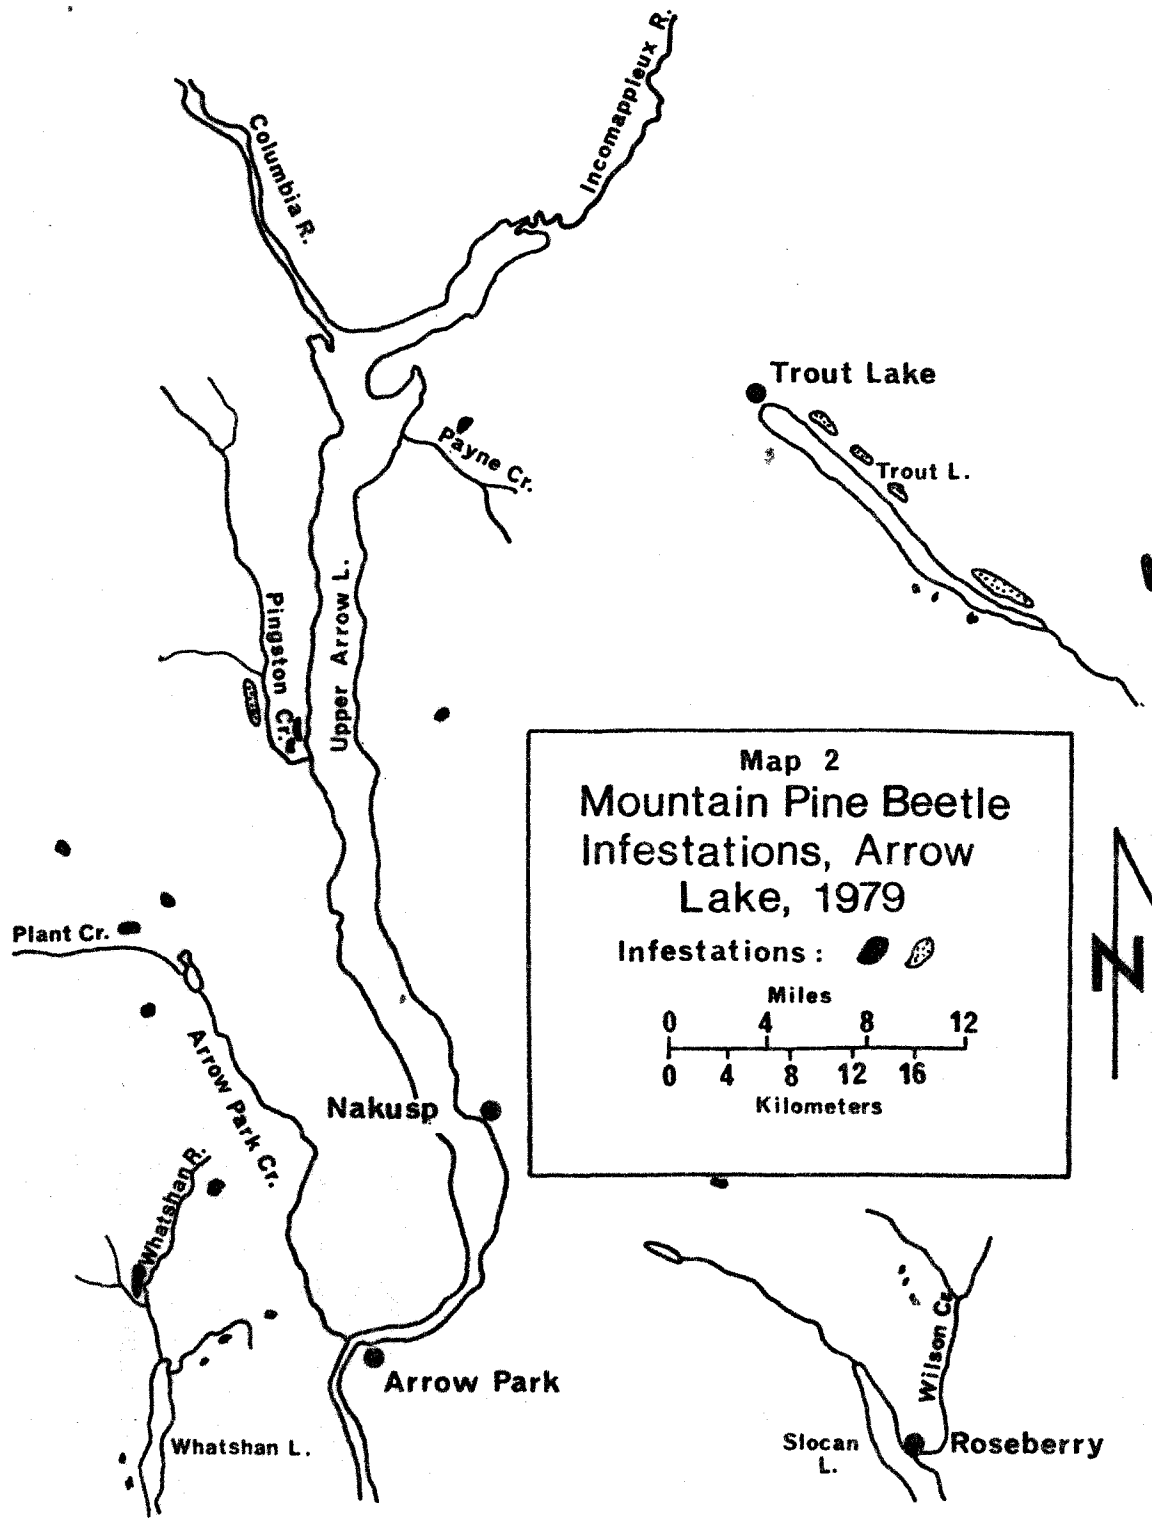 Incomappleux R.
Columbia R.
Trout Lake
Payne Cr.
Trout L.
Upper Arrow L.
Pingston Cr.
Map 2
Mountain Pine Beetle
Infestations, Arrow
Lake, 1979
Infestations :
Miles
0 4 8 12
0 4 8 12 16
Kilometers
N
Plant Cr.
Arrow Park Cr.
Nakusp
Whatshan R.
Arrow Park
Wilson Cr.
Whatshan L.
Slocan
L.
Roseberry